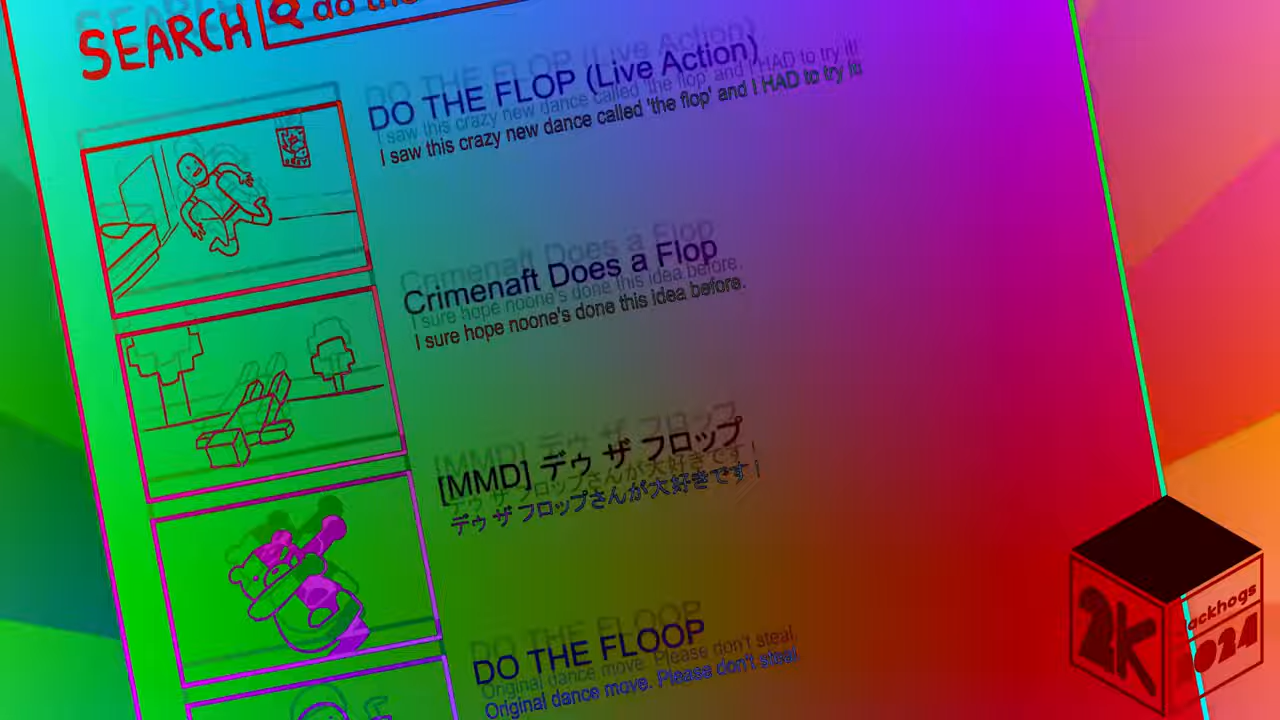 SEARCH do the
DO THE FLOP (Live Action)
I saw this crazy new dance called 'the flop' and I HAD to try it!
Crimenaft Does a Flop
I sure hope noone's done this idea before.
[MMD] デゥ ザ フロップ
デゥ ザ フロップさんが大好きです！
DO THE FLOOP
Original dance move. Please don't steal.
2K
ackhogs
2024